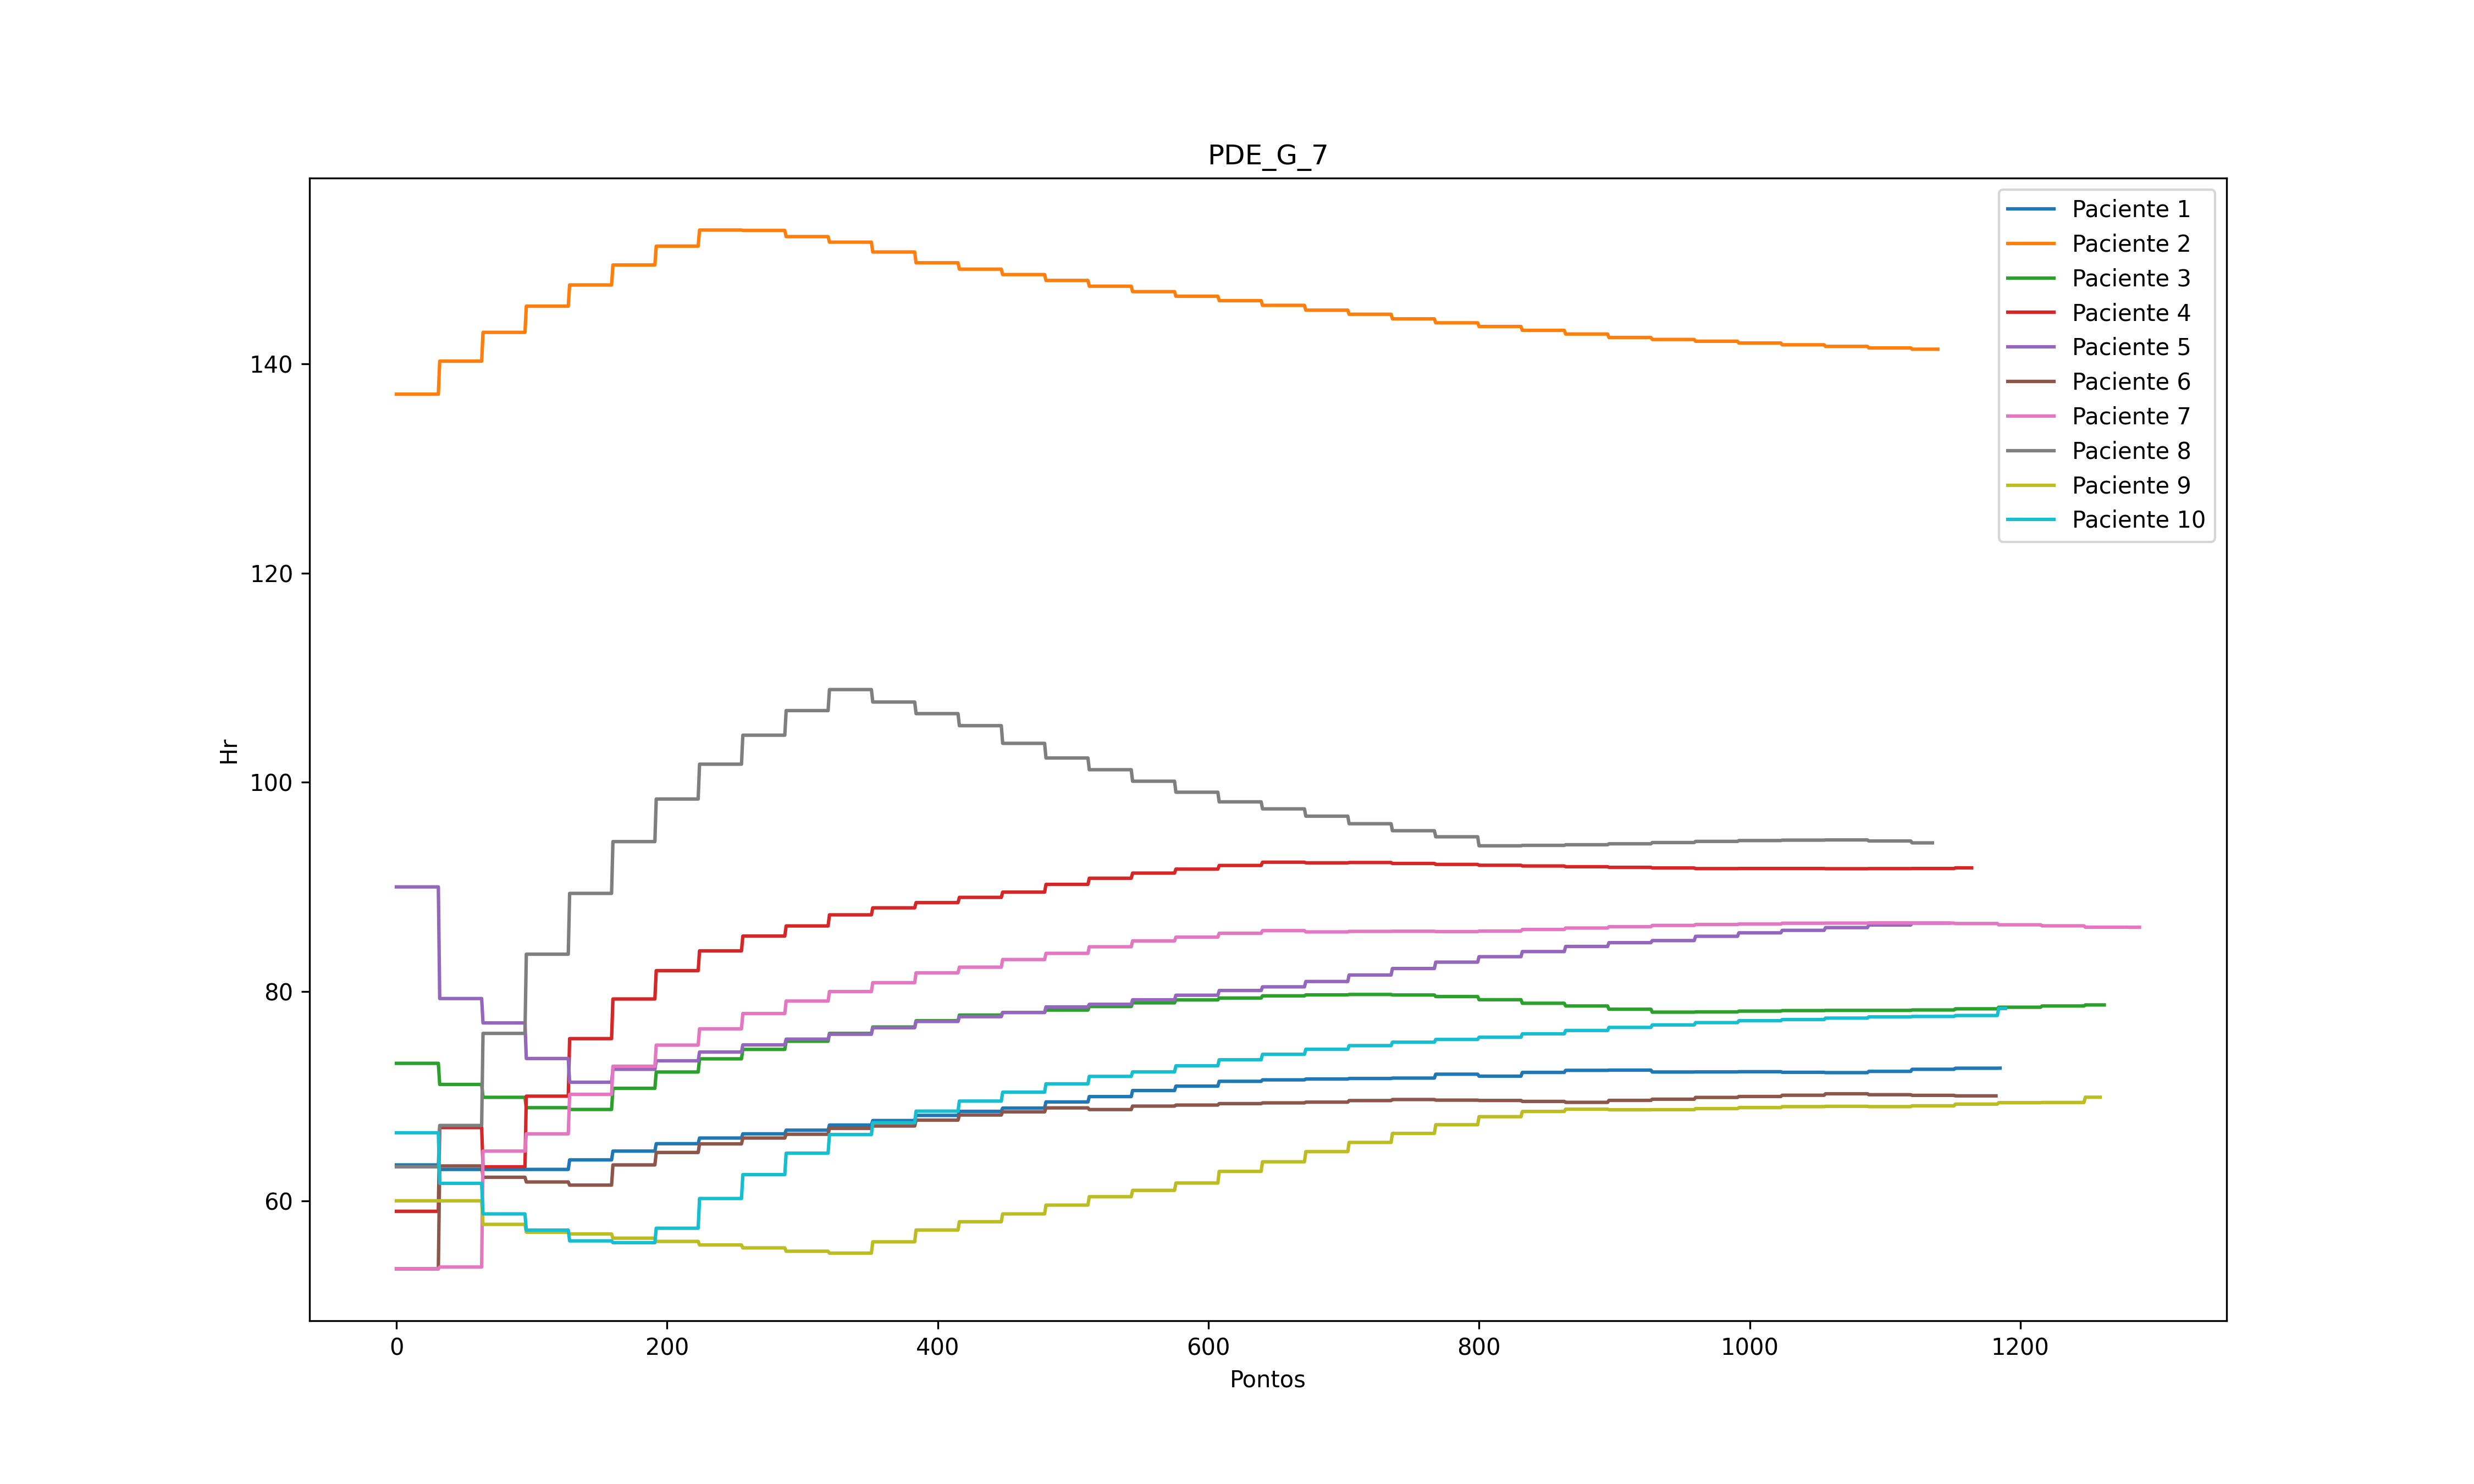 PDE_G_7
Paciente 1
Paciente 2
Paciente 3
Paciente 4
Paciente 5
Paciente 6
Paciente 7
Paciente 8
Paciente 9
Paciente 10
140
120
100
80
60
Hr
0 200 400 600 800 1000 1200
Pontos